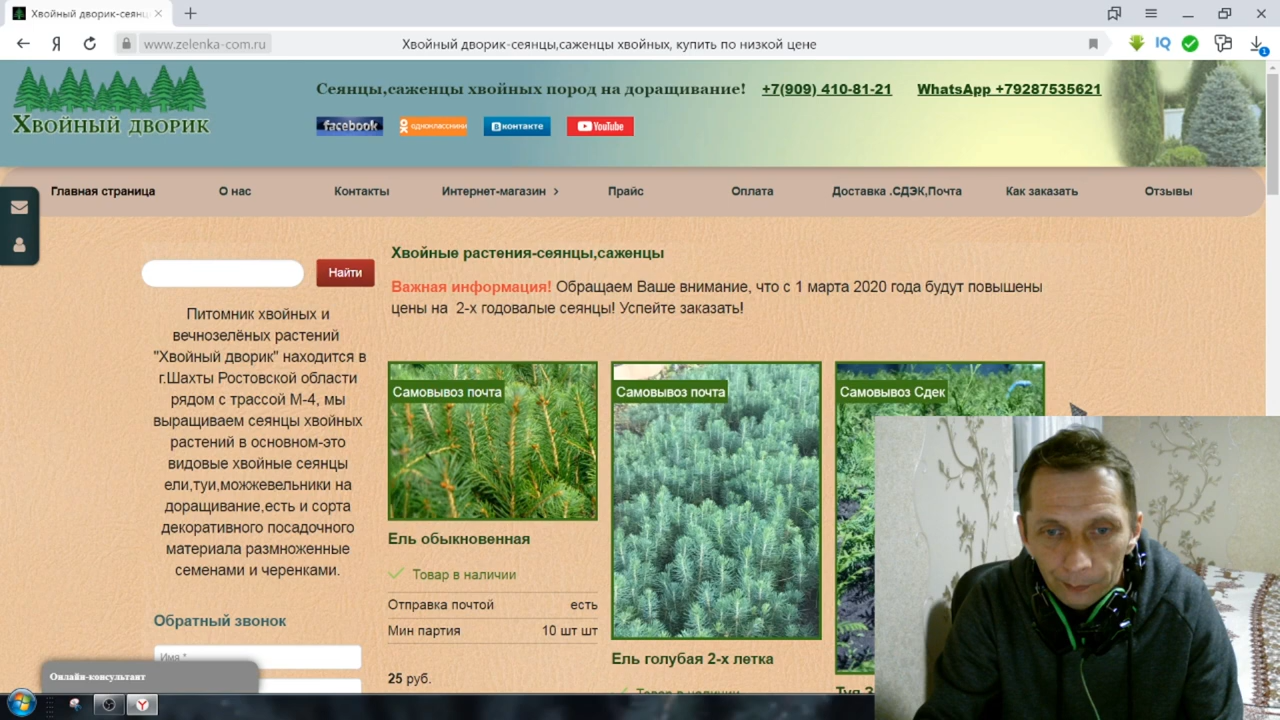 Хвойный дворик-сеянц
www.zelenka-com.ru
Хвойный дворик-сеянцы,саженцы хвойных, купить по низкой цене
IQ
1
Хвойный дворик
Сеянцы,саженцы хвойных пород на доращивание!
+7(909) 410-81-21
WhatsApp +79287535621
facebook
одноклассники
В контакте
YouTube
Главная страница
О нас
Контакты
Интернет-магазин
Прайс
Оплата
Доставка .СДЭК,Почта
Как заказать
Отзывы
Найти
Питомник хвойных и
вечнозелёных растений
"Хвойный дворик" находится в
г.Шахты Ростовской области
рядом с трассой М-4, мы
выращиваем сеянцы хвойных
растений в основном-это
видовые хвойные сеянцы
ели,туи,можжевельники на
доращивание,есть и сорта
декоративного посадочного
материала размноженные
семенами и черенками.
Обратный звонок
Имя *
Онлайн-консультант
Хвойные растения-сеянцы,саженцы
Важная информация! Обращаем Ваше внимание, что с 1 марта 2020 года будут повышены
цены на 2-х годовалые сеянцы! Успейте заказать!
Самовывоз почта
Ель обыкновенная
Товар в наличии
Отправка почтой есть
Мин партия 10 шт шт
25 руб.
Самовывоз почта
Ель голубая 2-х летка
Товар в наличии
Самовывоз Сдек